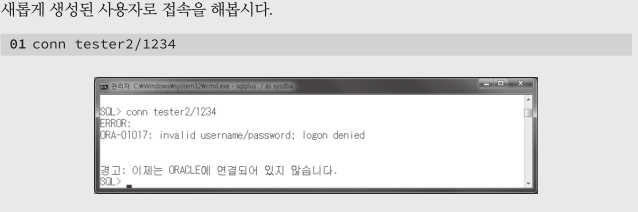 새롭게 생성된 사용자로 접속을 해봅시다.
01 conn tester2/1234
관리자: C:₩Windows₩system32₩cmd.exe - sqlplus / as sysdba
SQL> conn tester2/1234
ERROR:
ORA-01017: invalid username/password; logon denied
경고: 이제는 ORACLE에 연결되어 있지 않습니다.
SQL>